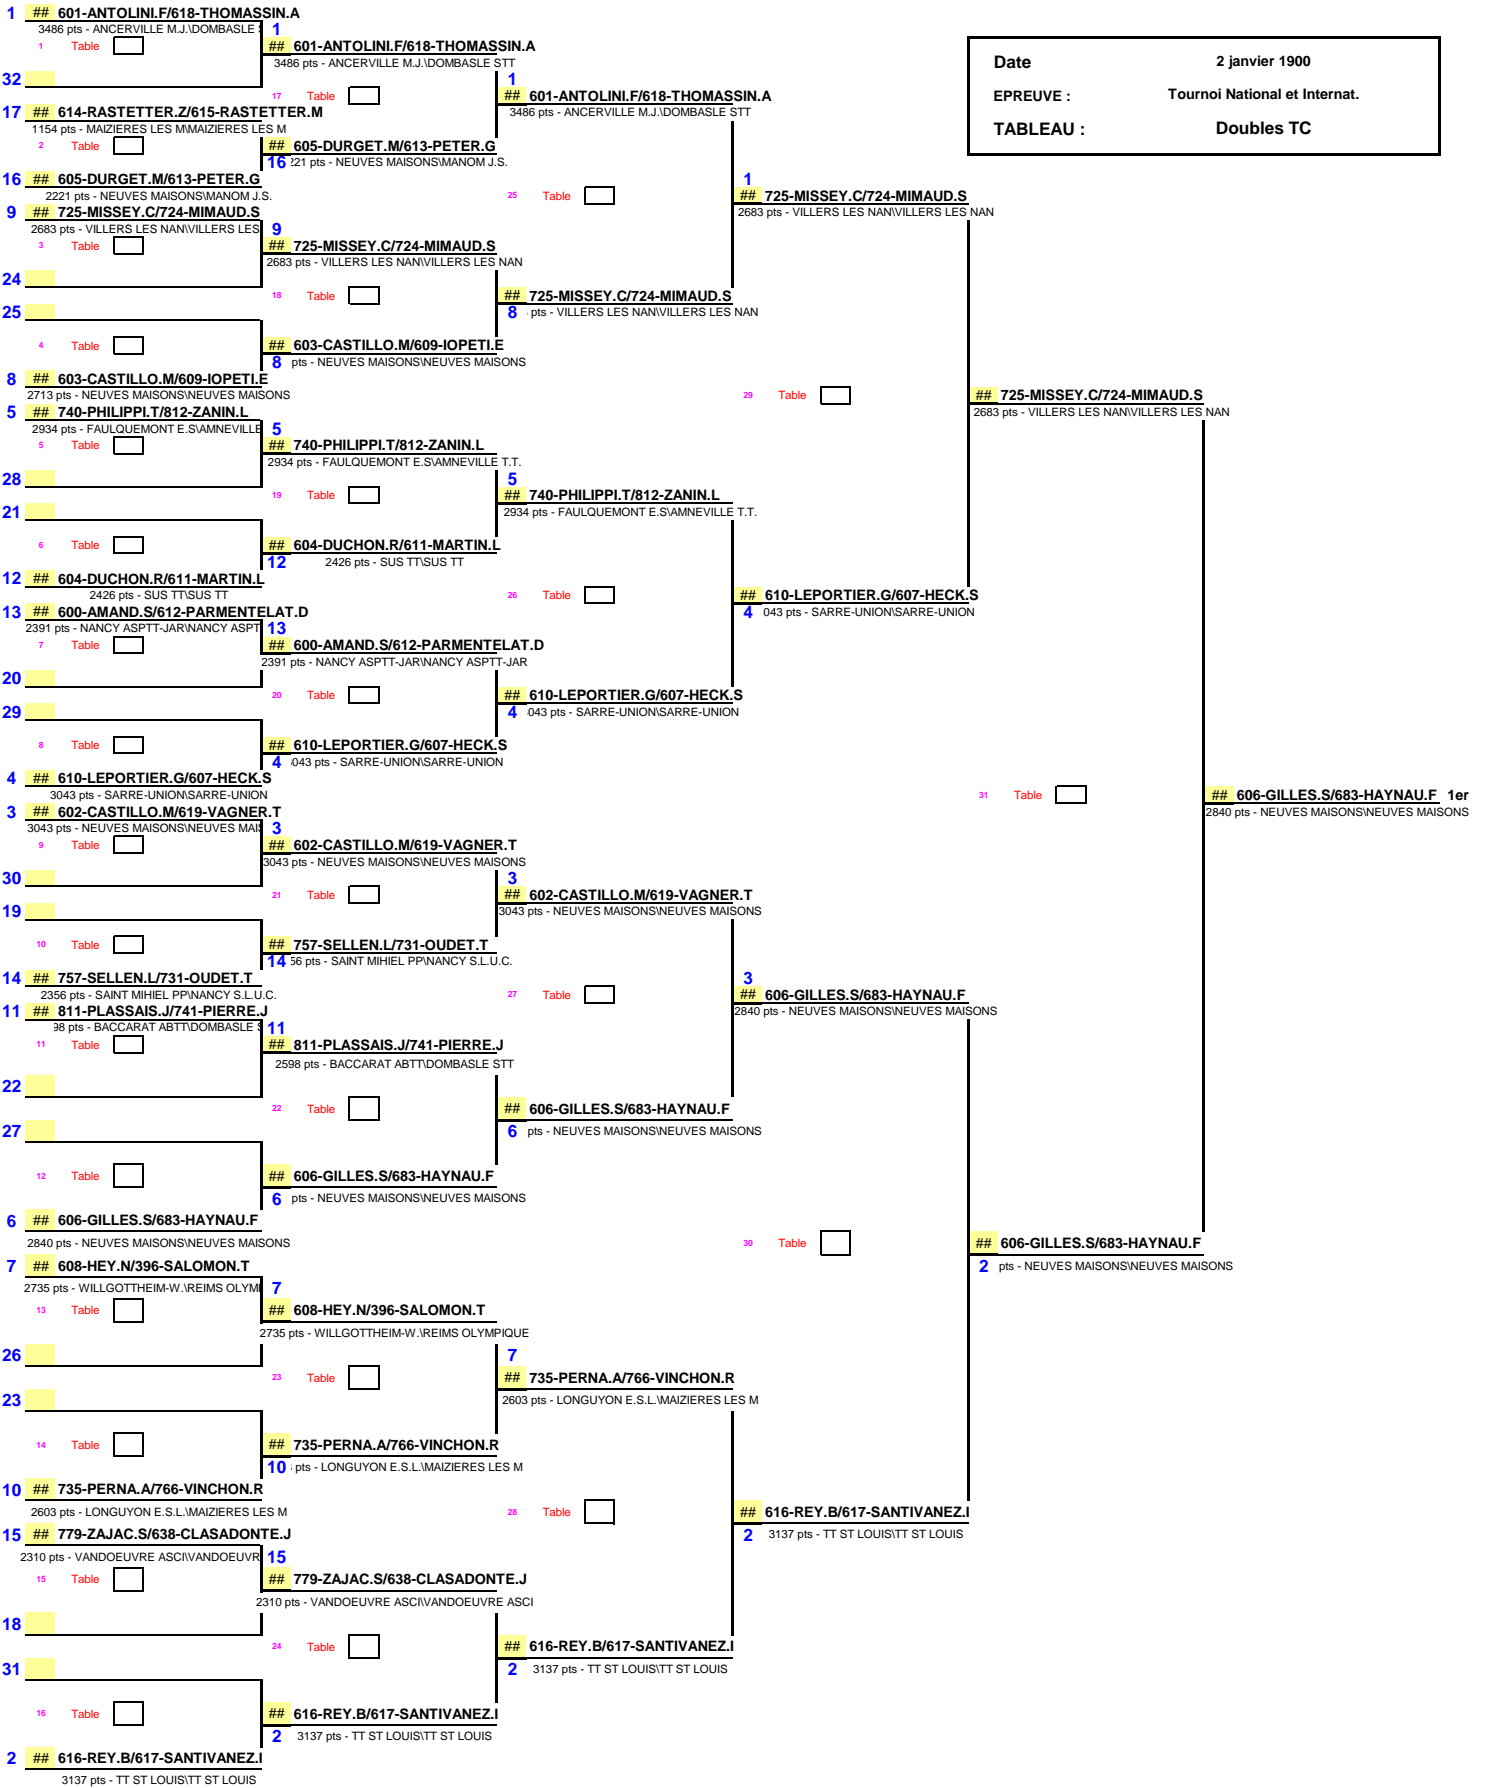 1 ## 601-ANTOLINI.F/618-THOMASSIN.A
3486 pts - ANCERVILLE M.J.\DOMBASLE S
1 Table
32
17 ## 614-RASTETTER.Z/615-RASTETTER.M
1154 pts - MAIZIERES LES M\MAIZIERES LES M
2 Table
16 ## 605-DURGET.M/613-PETER.G
2221 pts - NEUVES MAISONS\MANOM J.S.
9 ## 725-MISSEY.C/724-MIMAUD.S
2683 pts - VILLERS LES NAN\VILLERS LES
3 Table
24
25
4 Table
8 ## 603-CASTILLO.M/609-IOPETI.E
2713 pts - NEUVES MAISONS\NEUVES MAISONS
5 ## 740-PHILIPPI.T/812-ZANIN.L
2934 pts - FAULQUEMONT E.S\AMNEVILLE
5 Table
28
21
6 Table
12 ## 604-DUCHON.R/611-MARTIN.L
2426 pts - SUS TT\SUS TT
13 ## 600-AMAND.S/612-PARMENTELAT.D
2391 pts - NANCY ASPTT-JAR\NANCY ASPT
7 Table
20
29
8 Table
4 ## 610-LEPORTIER.G/607-HECK.S
3043 pts - SARRE-UNION\SARRE-UNION
3 ## 602-CASTILLO.M/619-VAGNER.T
3043 pts - NEUVES MAISONS\NEUVES MAIS
9 Table
30
19
10 Table
14 ## 757-SELLEN.L/731-OUDET.T
2356 pts - SAINT MIHIEL PP\NANCY S.L.U.C.
11 ## 811-PLASSAIS.J/741-PIERRE.J
98 pts - BACCARAT ABTT\DOMBASLE S
11 Table
22
27
12 Table
6 ## 606-GILLES.S/683-HAYNAU.F
2840 pts - NEUVES MAISONS\NEUVES MAISONS
7 ## 608-HEY.N/396-SALOMON.T
2735 pts - WILLGOTTHEIM-W.\REIMS OLYMI
13 Table
26
23
14 Table
10 ## 735-PERNA.A/766-VINCHON.R
2603 pts - LONGUYON E.S.L.\MAIZIERES LES M
15 ## 779-ZAJAC.S/638-CLASADONTE.J
2310 pts - VANDOEUVRE ASCI\VANDOEUVR
15 Table
18
31
16 Table
2 ## 616-REY.B/617-SANTIVANEZ.I
3137 pts - TT ST LOUIS\TT ST LOUIS
1
## 601-ANTOLINI.F/618-THOMASSIN.A
3486 pts - ANCERVILLE M.J.\DOMBASLE STT
17 Table
## 605-DURGET.M/613-PETER.G
16 221 pts - NEUVES MAISONS\MANOM J.S.
9
## 725-MISSEY.C/724-MIMAUD.S
2683 pts - VILLERS LES NAN\VILLERS LES NAN
18 Table
## 603-CASTILLO.M/609-IOPETI.E
8 pts - NEUVES MAISONS\NEUVES MAISONS
5
## 740-PHILIPPI.T/812-ZANIN.L
2934 pts - FAULQUEMONT E.S\AMNEVILLE T.T.
19 Table
## 604-DUCHON.R/611-MARTIN.L
12 2426 pts - SUS TT\SUS TT
13
## 600-AMAND.S/612-PARMENTELAT.D
2391 pts - NANCY ASPTT-JAR\NANCY ASPTT-JAR
20 Table
## 610-LEPORTIER.G/607-HECK.S
4 043 pts - SARRE-UNION\SARRE-UNION
3
## 602-CASTILLO.M/619-VAGNER.T
3043 pts - NEUVES MAISONS\NEUVES MAISONS
21 Table
## 757-SELLEN.L/731-OUDET.T
14 56 pts - SAINT MIHIEL PP\NANCY S.L.U.C.
11
## 811-PLASSAIS.J/741-PIERRE.J
2598 pts - BACCARAT ABTT\DOMBASLE STT
22 Table
## 606-GILLES.S/683-HAYNAU.F
6 pts - NEUVES MAISONS\NEUVES MAISONS
7
## 608-HEY.N/396-SALOMON.T
2735 pts - WILLGOTTHEIM-W.\REIMS OLYMPIQUE
23 Table
## 735-PERNA.A/766-VINCHON.R
10 pts - LONGUYON E.S.L.\MAIZIERES LES M
15
## 779-ZAJAC.S/638-CLASADONTE.J
2310 pts - VANDOEUVRE ASCI\VANDOEUVRE ASCI
24 Table
## 616-REY.B/617-SANTIVANEZ.I
2 3137 pts - TT ST LOUIS\TT ST LOUIS
1
## 601-ANTOLINI.F/618-THOMASSIN.A
3486 pts - ANCERVILLE M.J.\DOMBASLE STT
25 Table
## 725-MISSEY.C/724-MIMAUD.S
8 pts - VILLERS LES NAN\VILLERS LES NAN
5
## 740-PHILIPPI.T/812-ZANIN.L
2934 pts - FAULQUEMONT E.S\AMNEVILLE T.T.
26 Table
## 610-LEPORTIER.G/607-HECK.S
4 043 pts - SARRE-UNION\SARRE-UNION
3
## 602-CASTILLO.M/619-VAGNER.T
3043 pts - NEUVES MAISONS\NEUVES MAISONS
27 Table
## 606-GILLES.S/683-HAYNAU.F
6 pts - NEUVES MAISONS\NEUVES MAISONS
7
## 735-PERNA.A/766-VINCHON.R
2603 pts - LONGUYON E.S.L.\MAIZIERES LES M
28 Table
## 616-REY.B/617-SANTIVANEZ.I
2 3137 pts - TT ST LOUIS\TT ST LOUIS
1
## 725-MISSEY.C/724-MIMAUD.S
2683 pts - VILLERS LES NAN\VILLERS LES NAN
29 Table
## 610-LEPORTIER.G/607-HECK.S
4 043 pts - SARRE-UNION\SARRE-UNION
3
## 606-GILLES.S/683-HAYNAU.F
2840 pts - NEUVES MAISONS\NEUVES MAISONS
30 Table
## 616-REY.B/617-SANTIVANEZ.I
2 3137 pts - TT ST LOUIS\TT ST LOUIS
Date 2 janvier 1900
EPREUVE : Tournoi National et Internat.
TABLEAU : Doubles TC
## 725-MISSEY.C/724-MIMAUD.S
2683 pts - VILLERS LES NAN\VILLERS LES NAN
31 Table
## 606-GILLES.S/683-HAYNAU.F
2 pts - NEUVES MAISONS\NEUVES MAISONS
## 606-GILLES.S/683-HAYNAU.F 1er
2840 pts - NEUVES MAISONS\NEUVES MAISONS